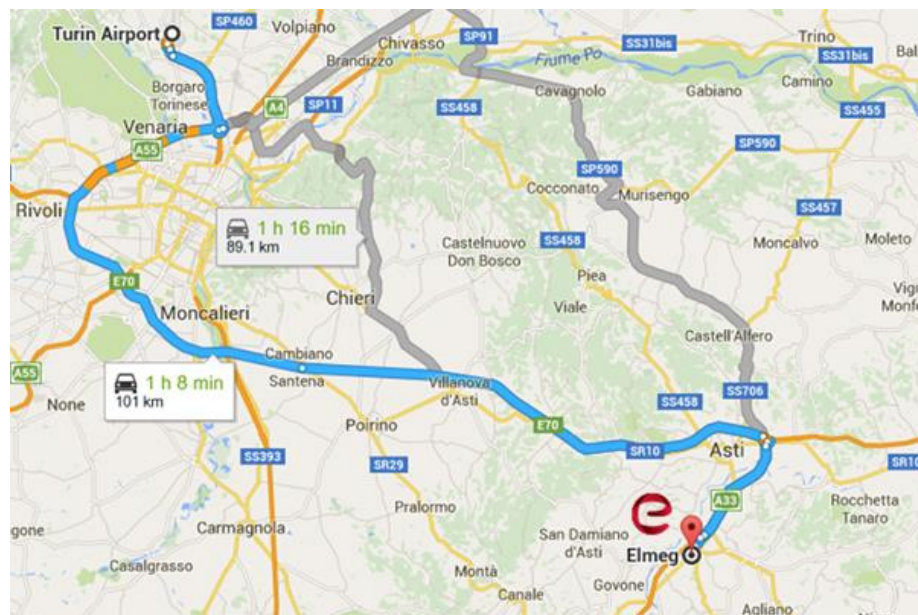 SP460
Volpiano
Turin Airport
SP91
Chivasso
Trino
SS31bis
Fiume Po
SS31bis
Brandizzo
Borgaro
Torinese
Cavagnolo
Gabiano
Camino
A4
SP11
SS458
SS455
Venaria
A55
SP590
SP590
Rivoli
Cocconato
Murisengo
SS457
1 h 16 min
89.1 km
Castelnuovo
Don Bosco
SS458
Moncalvo
Moleto
E70
Piea
Chieri
Viale
Moncalieri
Castell'Alfero
Cambiano
A55
1 h 8 min
101 km
Santena
Villanova
d'Asti
SS706
None
SS458
Poirino
E70
Asti
SR10
SS393
SR29
SR10
A33
Pralormo
Rocchetta
Tanaro
e
Carmagnola
San Damiano
d'Asti
Elmeg
Casalgrasso
Montà
Govone
Canale
Agliano